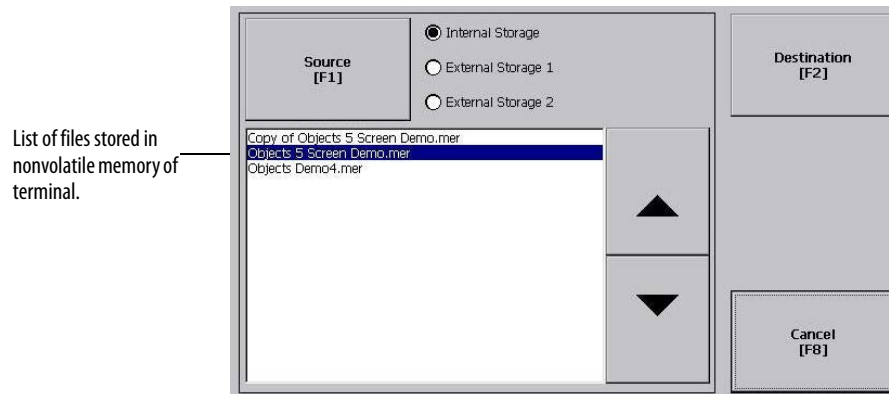 Source
[F1]
Internal Storage
External Storage 1
External Storage 2
Destination
[F2]
List of files stored in
nonvolatile memory of
terminal.
Copy of Objects 5 Screen Demo.mer
Objects 5 Screen Demo.mer
Objects Demo4.mer
Cancel
[F8]